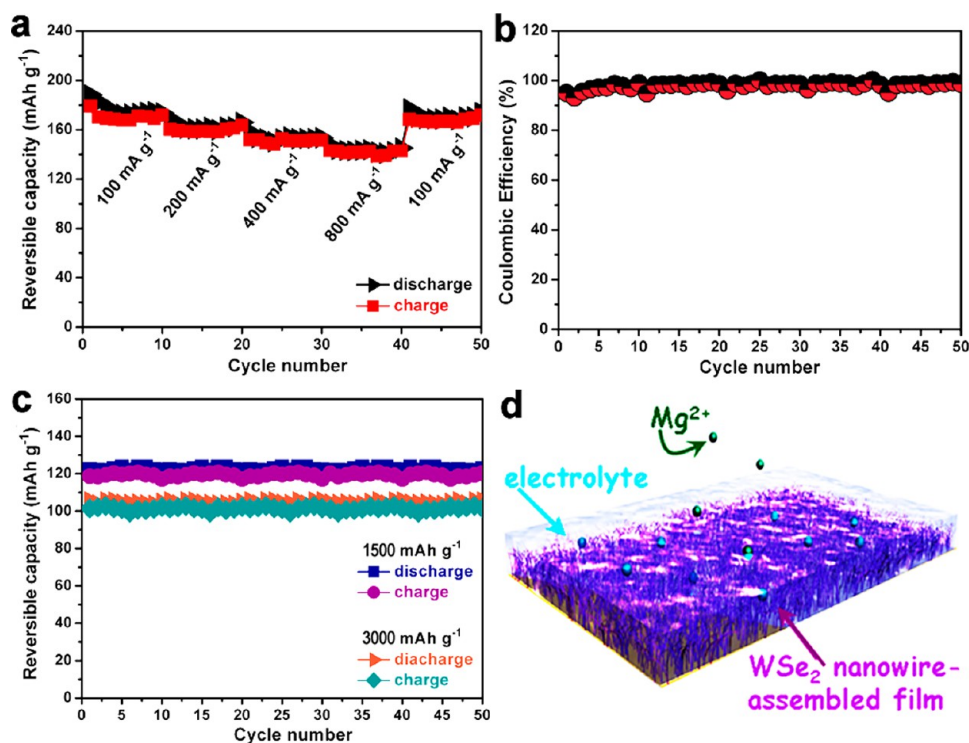 a
Reversible capacity (mAh g⁻¹)
240
200
160
120
80
40
0
100 mA g⁻¹
200 mA g⁻¹
400 mA g⁻¹
800 mA g⁻¹
100 mA g⁻¹
discharge
charge
0 10 20 30 40 50
Cycle number
b
Coulombic Efficiency (%)
120
100
80
60
40
20
0
0 5 10 15 20 25 30 35 40 45 50
Cycle number
c
Reversible capacity (mAh g⁻¹)
160
140
120
100
80
60
40
20
0
1500 mAh g⁻¹
discharge
charge
3000 mAh g⁻¹
diacharge
charge
0 5 10 15 20 25 30 35 40 45 50
Cycle number
d
Mg²⁺
electrolyte
WSe₂ nanowire-
assembled film